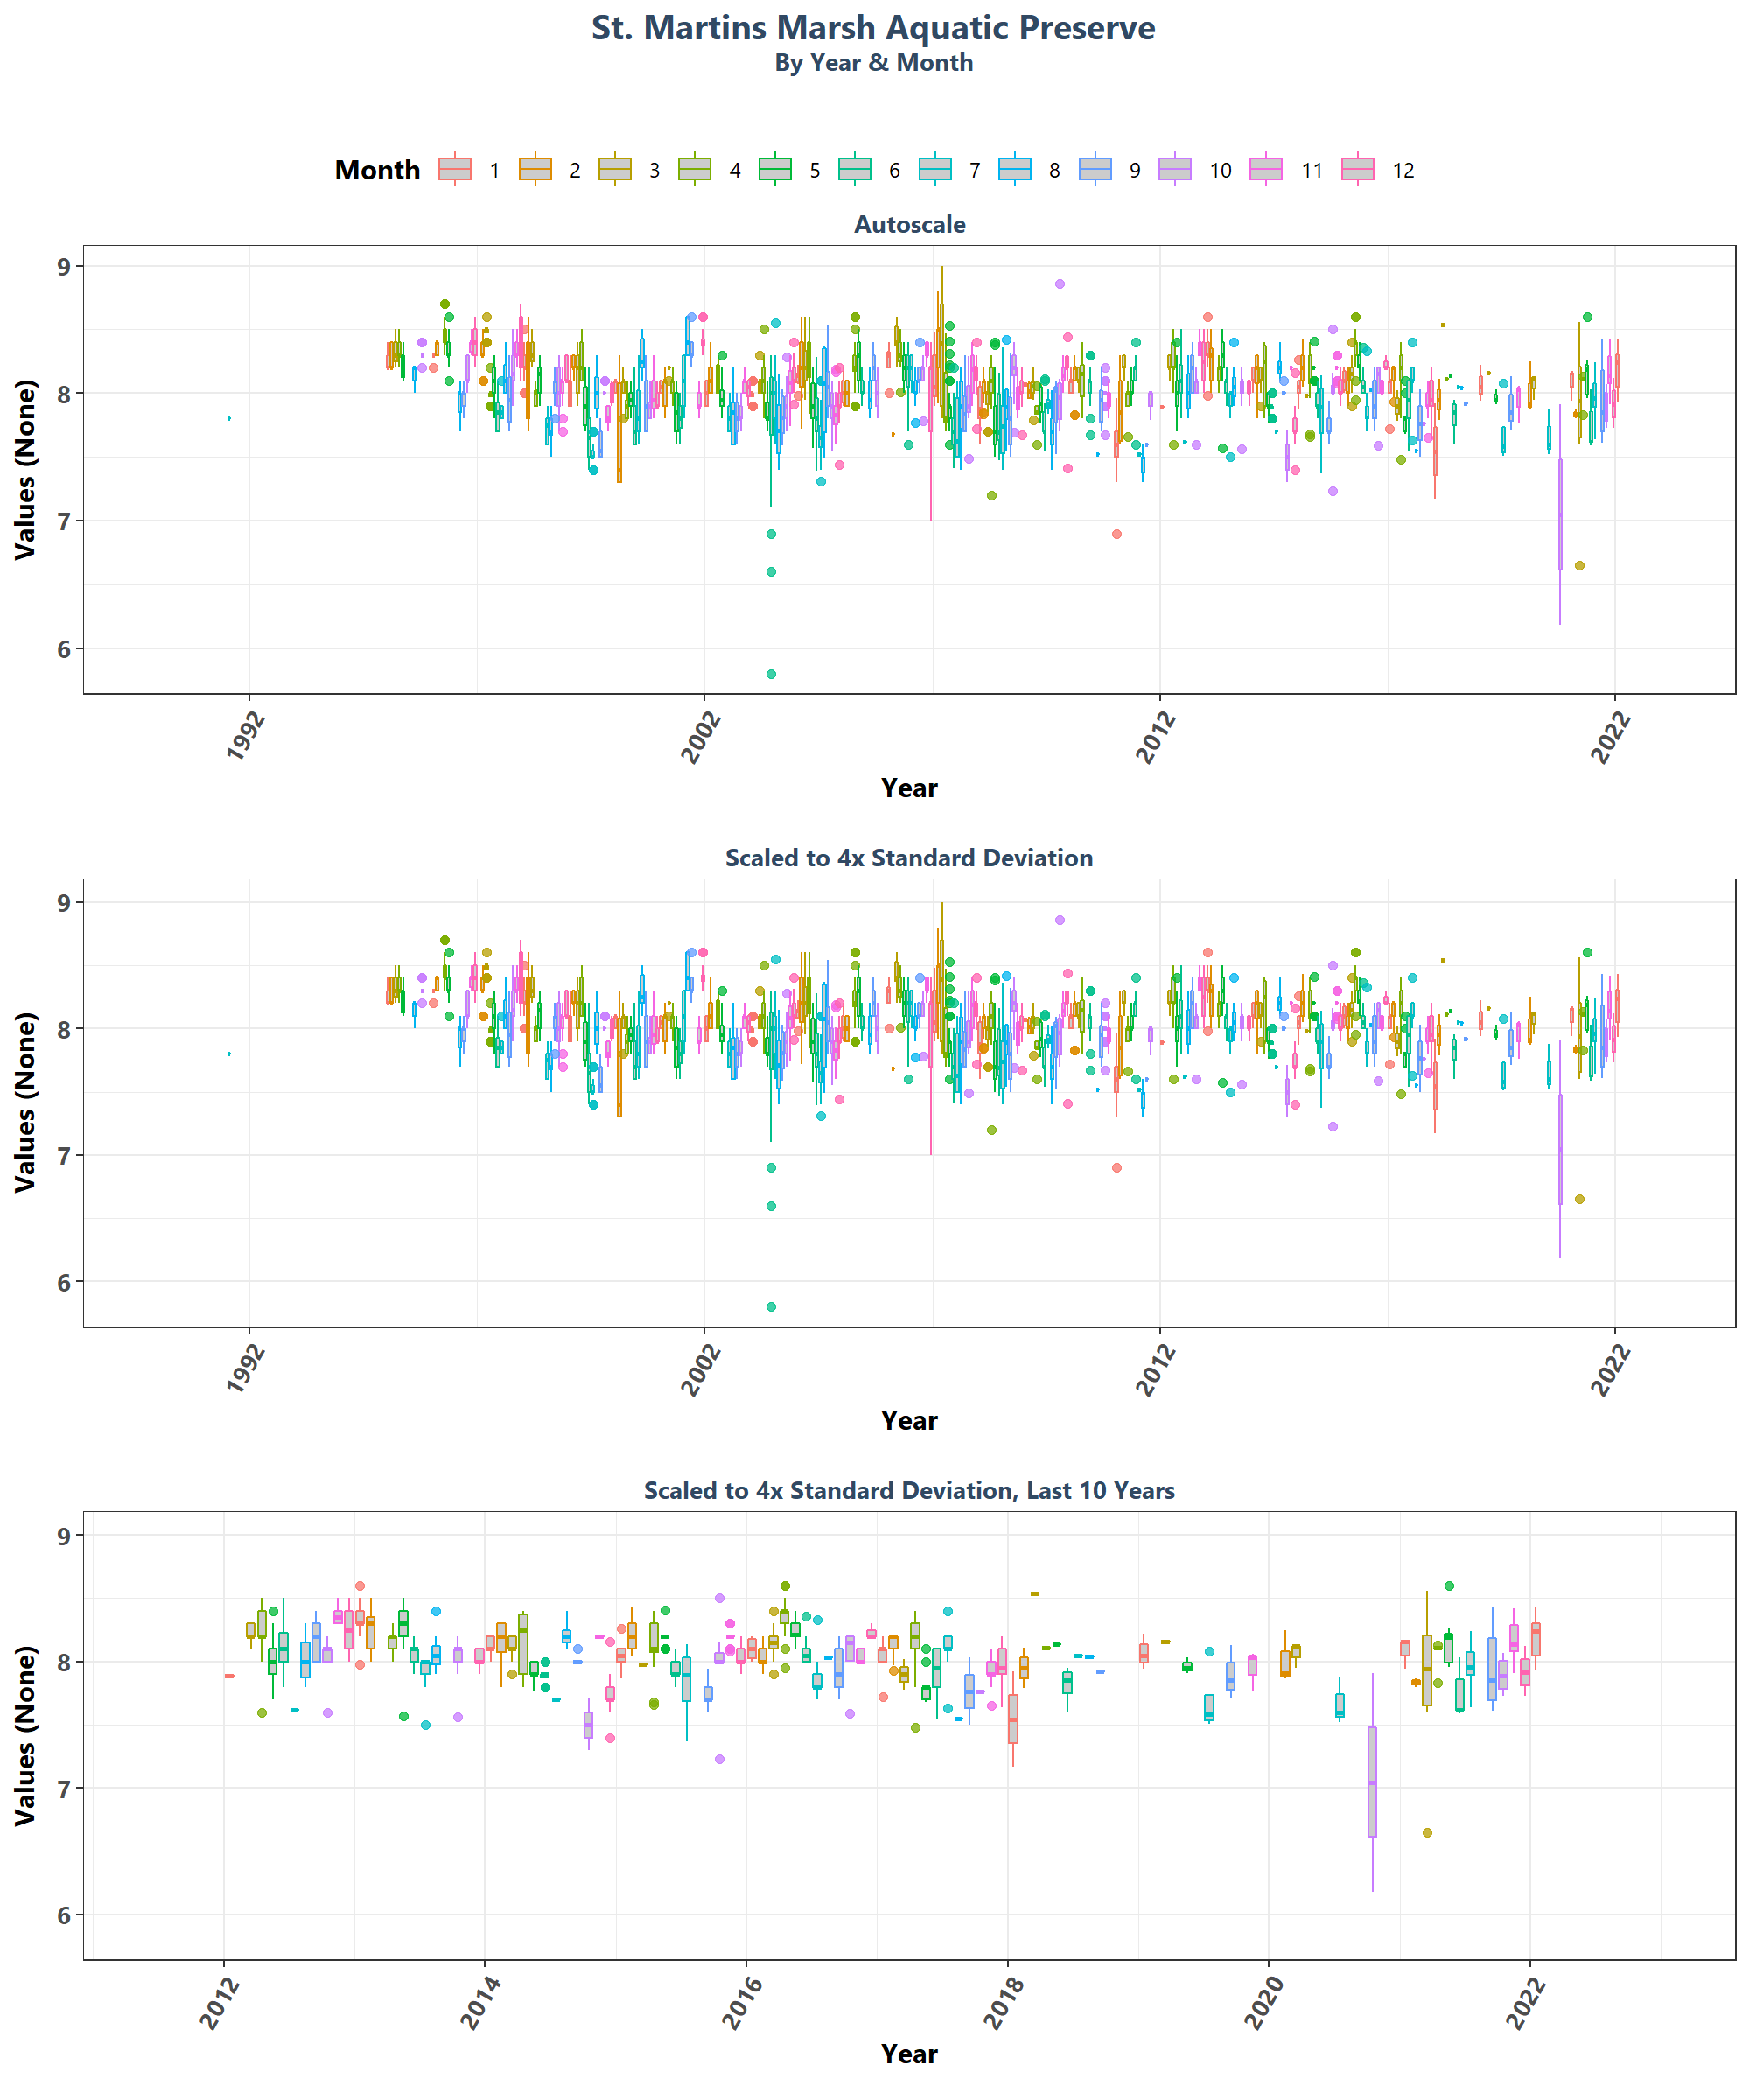 St. Martins Marsh Aquatic Preserve
By Year & Month
Month 1 2 3 4 5 6 7 8 9 10 11 12
Autoscale
9
8
7
6
Values (None)
1992 2002 2012 2022
Year
Scaled to 4x Standard Deviation
9
8
7
6
Values (None)
1992 2002 2012 2022
Year
Scaled to 4x Standard Deviation, Last 10 Years
9
8
7
6
Values (None)
2012 2014 2016 2018 2020 2022
Year